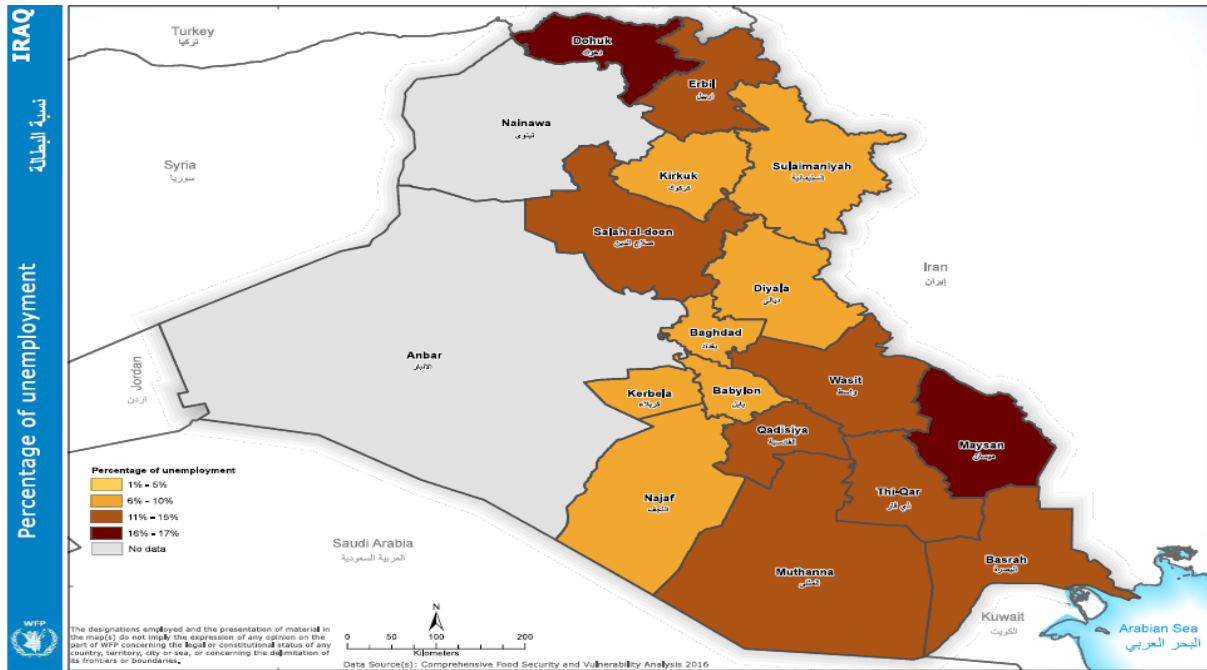 IRAQ
نسبة البطالة
Percentage of unemployment
WFP
Turkey
تركيا
Syria
سوريا
Jordan
اردن
Iran
إيران
Saudi Arabia
العربية السعودية
Kuwait
الكويت
Arabian Sea
البحر العربي
Dohuk
دهوك
Erbil
اربيل
Nainawa
نينوى
Kirkuk
كركوك
Sulaimaniyah
السليمانية
Salah al-deen
صلاح الدين
Diyala
ديالى
Baghdad
بغداد
Anbar
الانبار
Kerbela
كربلاء
Babylon
بابل
Wasit
واسط
Qadisiya
القادسية
Maysan
ميسان
Najaf
النجف
Thi-Qar
ذي قار
Muthanna
المثنى
Basrah
البصرة
Percentage of unemployment
1% - 5%
6% - 10%
11% - 15%
16% - 17%
No data
The designations employed and the presentation of material in
the map(s) do not imply the expression of any opinion on the
part of WFP concerning the legal or constitutional status of any
country, territory, city or sea, or concerning the delimitation of
its frontiers or boundaries.
N
0 50 100 200
Kilometers
Data Source(s): Comprehensive Food Security and Vulnerability Analysis 2016